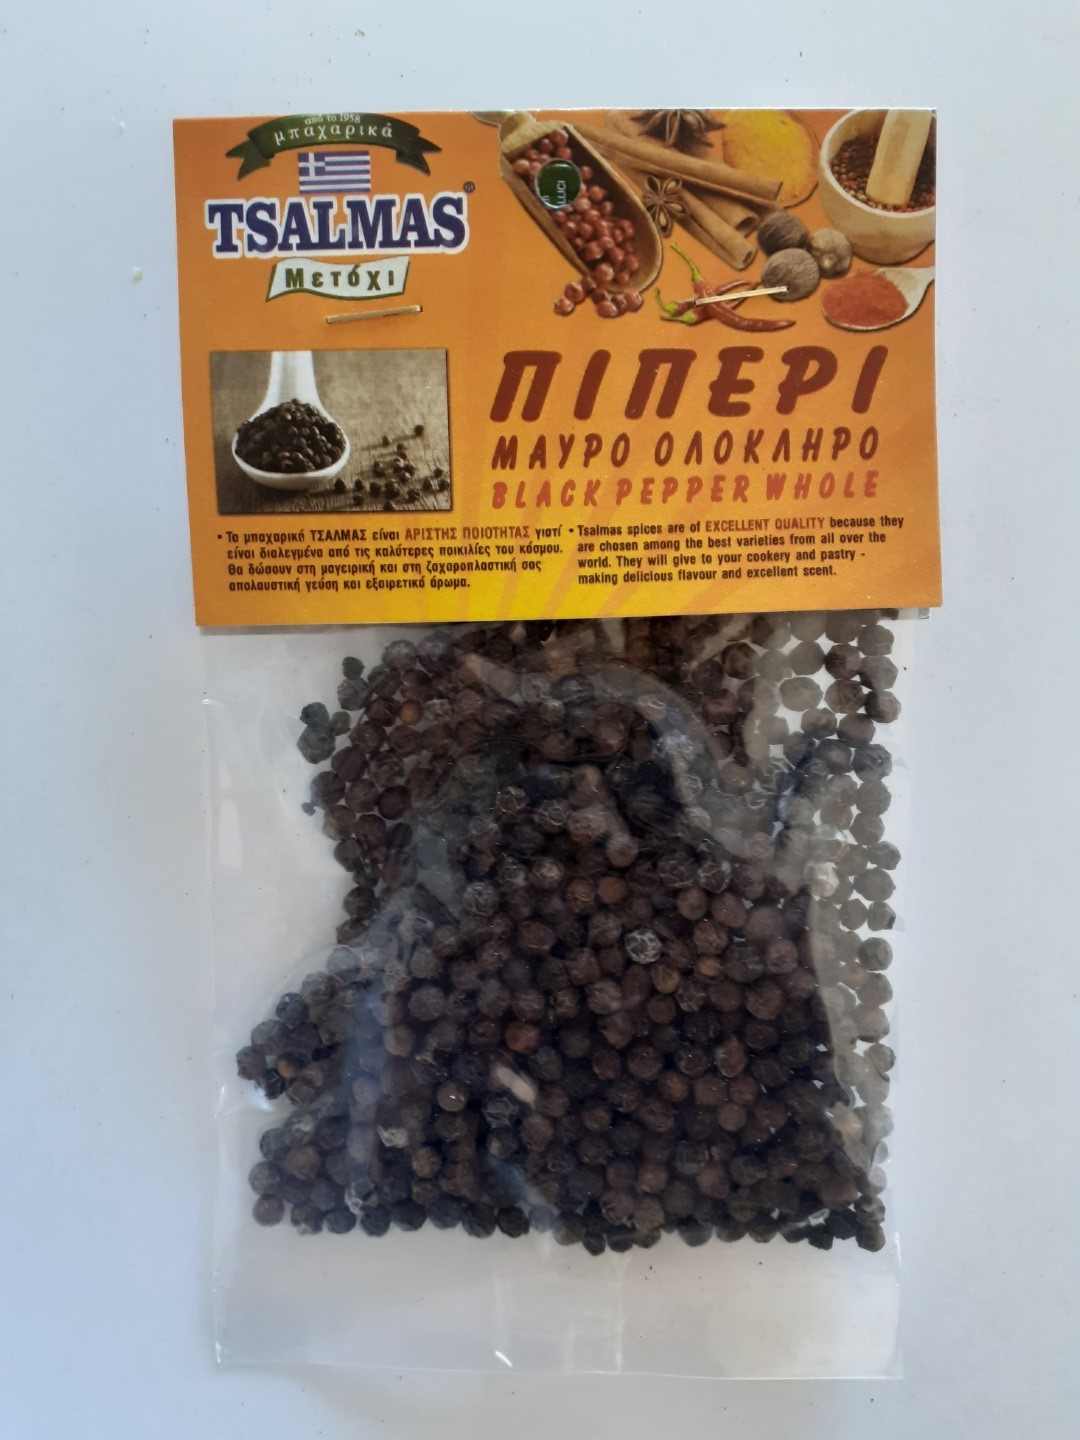 από το 1958
μπαχαρικά
TSALMAS®
Μετόχι
ΠΙΠΕΡΙ
ΜΑΥΡΟ ΟΛΟΚΛΗΡΟ
BLACK PEPPER WHOLE
• Τα μπαχαρικά ΤΣΑΛΜΑΣ είναι ΑΡΙΣΤΗΣ ΠΟΙΟΤΗΤΑΣ γιατί
είναι διαλεγμένα από τις καλύτερες ποικιλίες του κόσμου.
Θα δώσουν στη μαγειρική και στη ζαχαροπλαστική σας
απολαυστική γεύση και εξαιρετικό άρωμα.
• Tsalmas spices are of EXCELLENT QUALITY because they
are chosen among the best varieties from all over the
world. They will give to your cookery and pastry -
making delicious flavour and excellent scent.